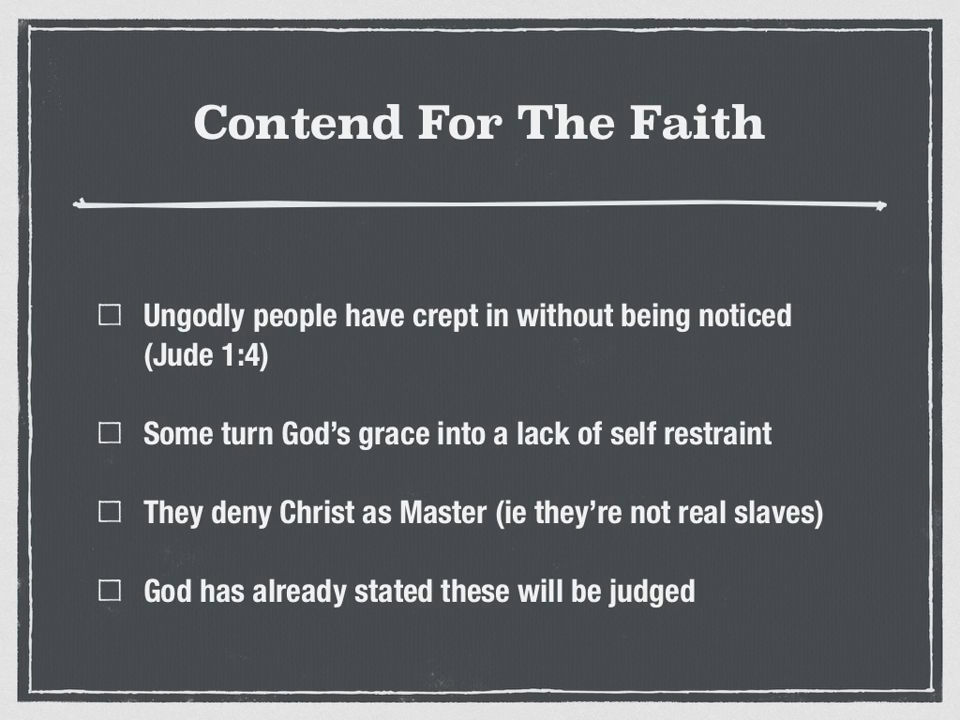 Contend For The Faith
Ungodly people have crept in without being noticed
(Jude 1:4)
Some turn God’s grace into a lack of self restraint
They deny Christ as Master (ie they’re not real slaves)
God has already stated these will be judged